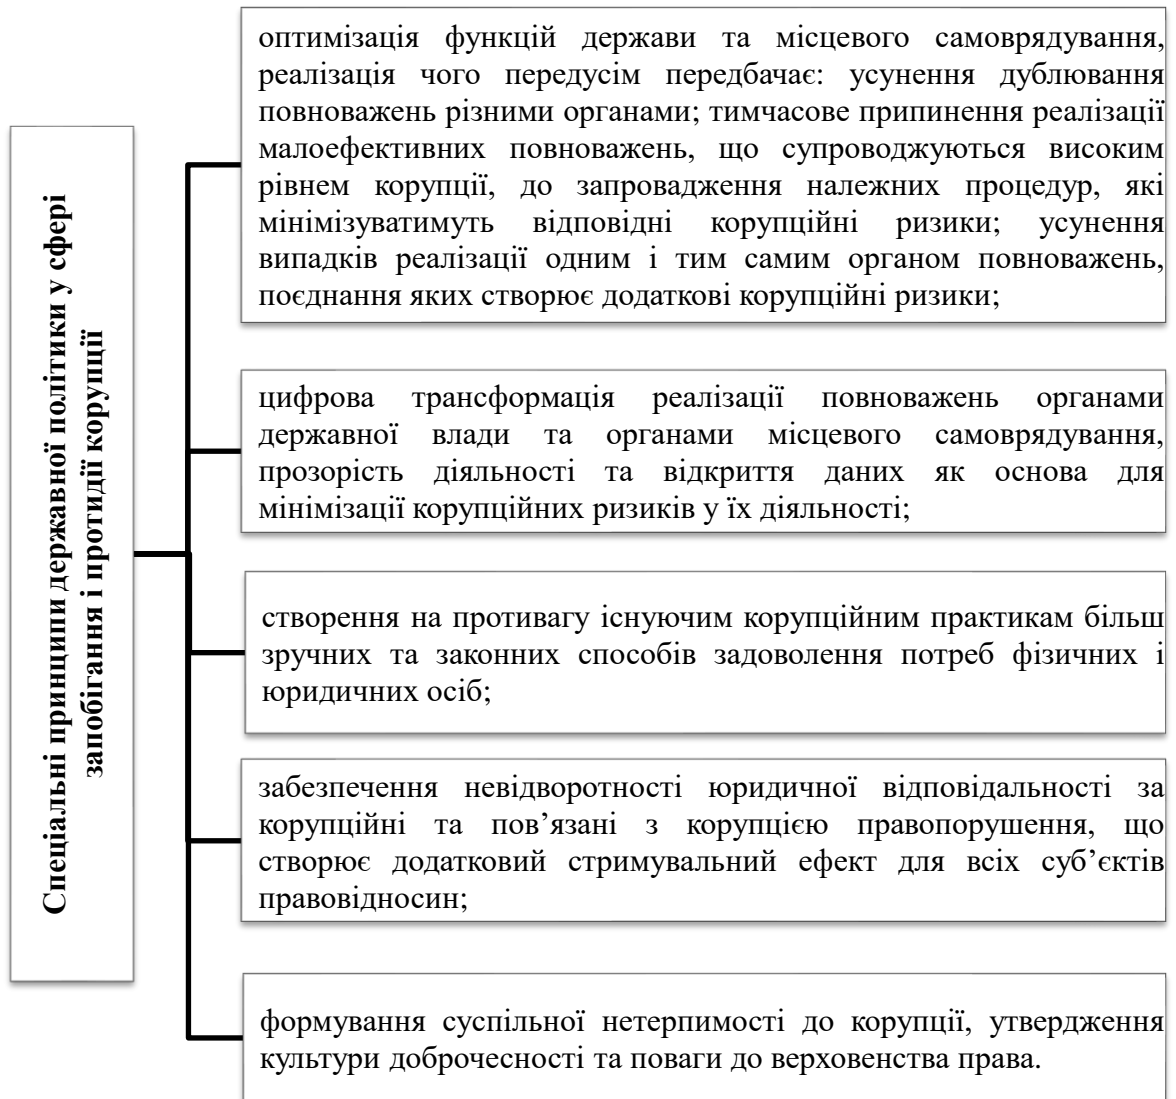 Спеціальні принципи державної політики у сфері
запобігання і протидії корупції
оптимізація функцій держави та місцевого самоврядування,
реалізація чого передусім передбачає: усунення дублювання
повноважень різними органами; тимчасове припинення реалізації
малоефективних повноважень, що супроводжуються високим
рівнем корупції, до запровадження належних процедур, які
мінімізуватимуть відповідні корупційні ризики; усунення
випадків реалізації одним і тим самим органом повноважень,
поєднання яких створює додаткові корупційні ризики;
цифрова трансформація реалізації повноважень органами
державної влади та органами місцевого самоврядування,
прозорість діяльності та відкриття даних як основа для
мінімізації корупційних ризиків у їх діяльності;
створення на противагу існуючим корупційним практикам більш
зручних та законних способів задоволення потреб фізичних і
юридичних осіб;
забезпечення невідворотності юридичної відповідальності за
корупційні та пов’язані з корупцією правопорушення, що
створює додатковий стримувальний ефект для всіх суб’єктів
правовідносин;
формування суспільної нетерпимості до корупції, утвердження
культури доброчесності та поваги до верховенства права.